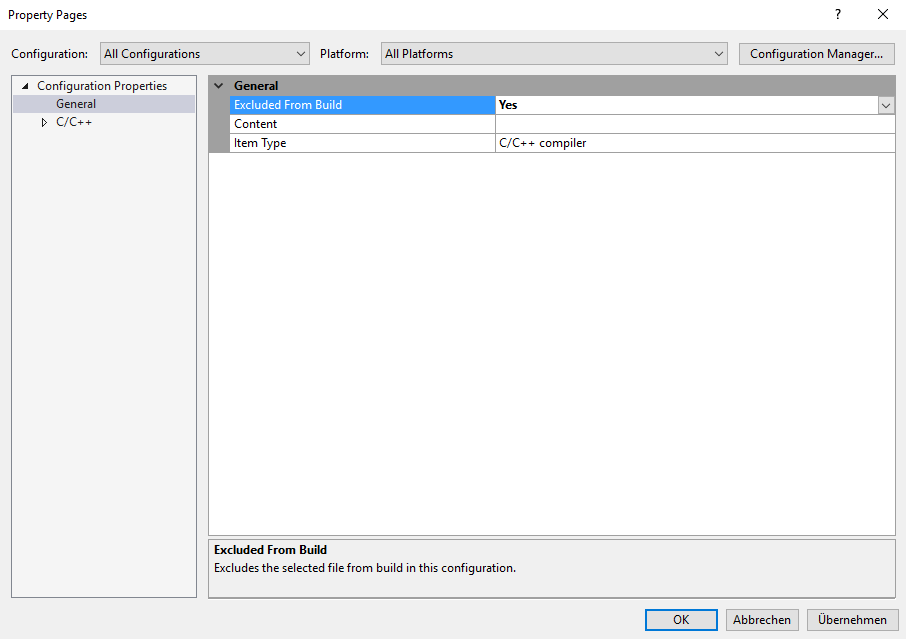 Property Pages
?
Configuration: All Configurations Platform: All Platforms Configuration Manager...
Configuration Properties
General
C/C++
General
Excluded From Build Yes
Content
Item Type C/C++ compiler
Excluded From Build
Excludes the selected file from build in this configuration.
OK Abbrechen Übernehmen